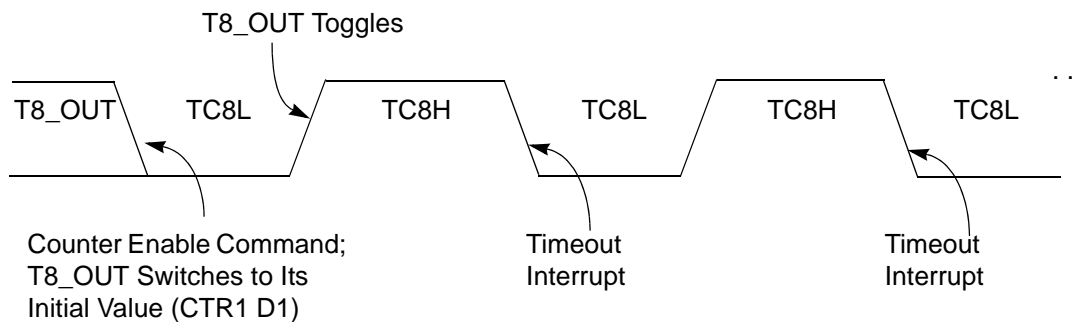 T8_OUT Toggles
. .
T8_OUT
TC8L
TC8H
TC8L
TC8H
TC8L
Counter Enable Command;
T8_OUT Switches to Its
Initial Value (CTR1 D1)
Timeout
Interrupt
Timeout
Interrupt